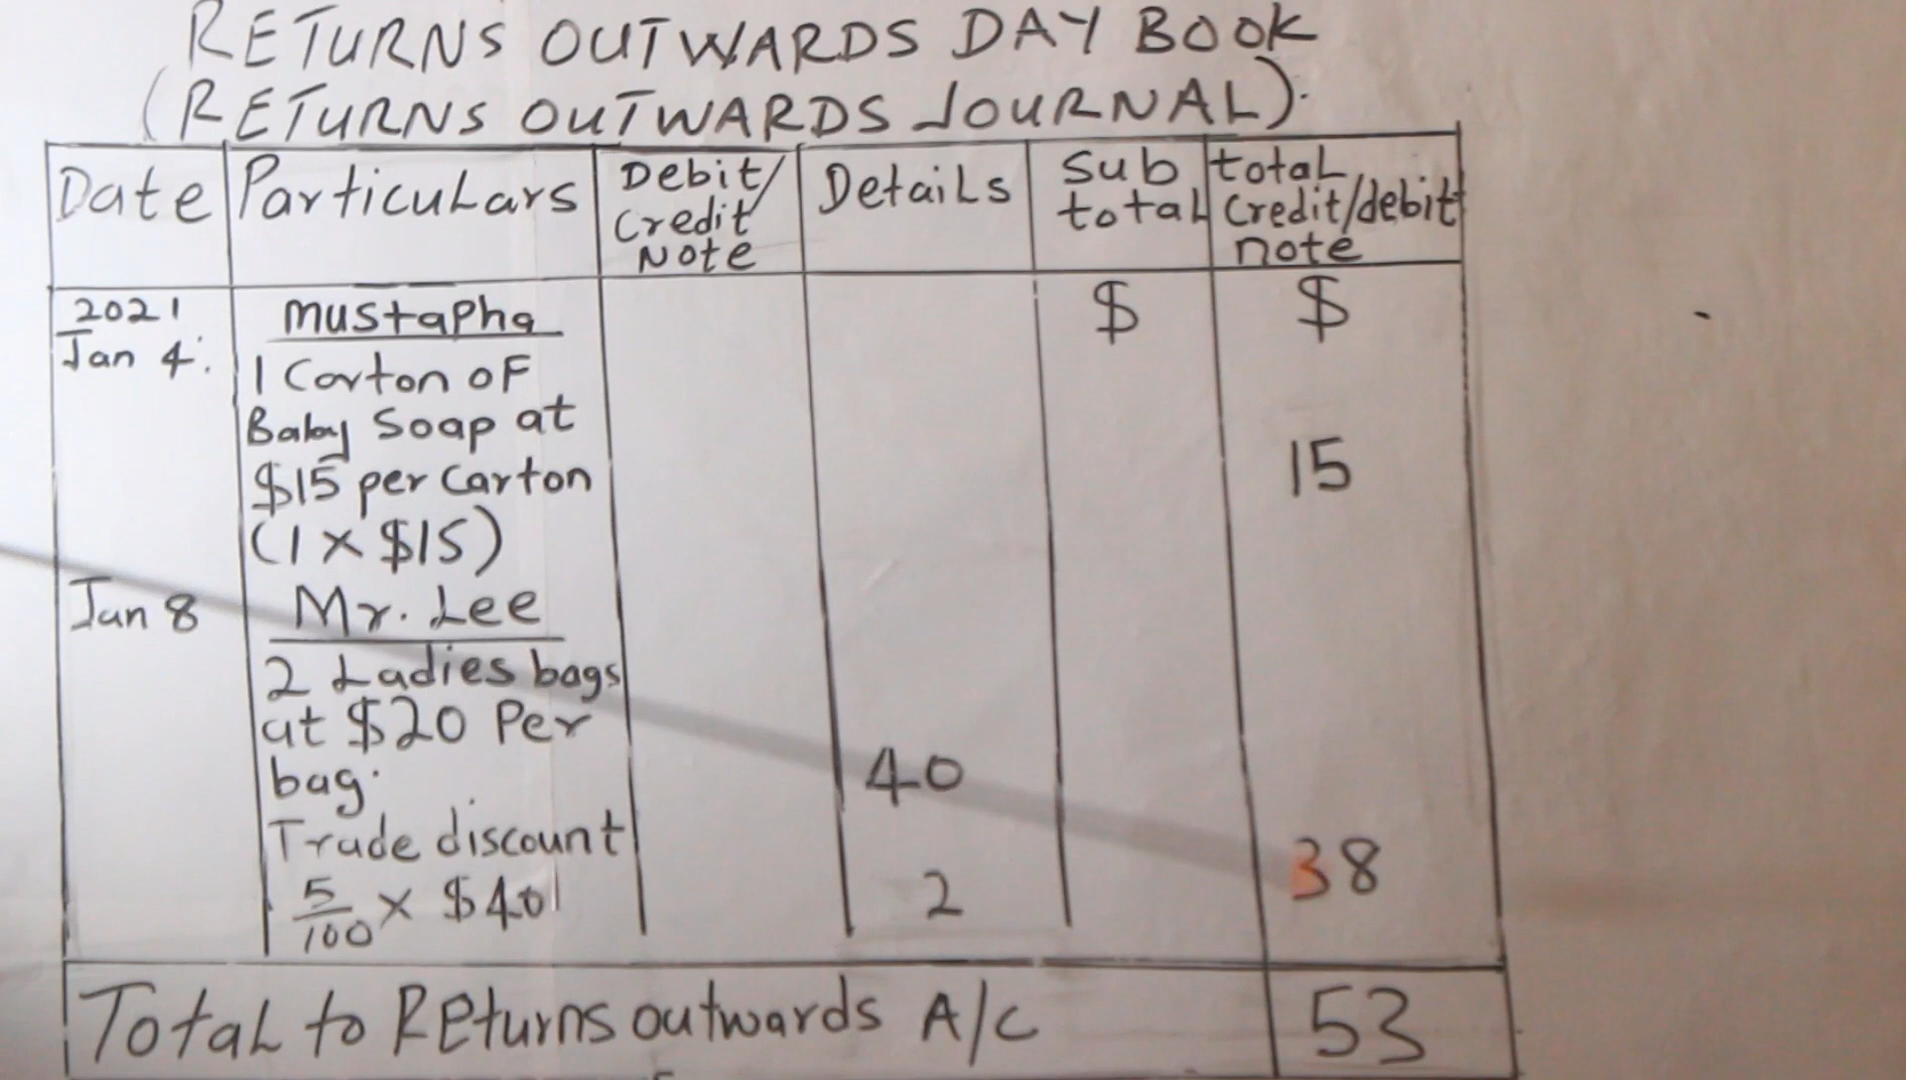 RETURNS OUTWARDS DAY BOOK
(RETURNS OUTWARDS JOURNAL).
Date Particulars Debit/ Credit Note Details Sub total total Credit/debit note
2021 Mustapha $ $
Jan 4. 1 Carton of
Baby Soap at
$15 per Carton 15
(1 x $15)
Jan 8 Mr. Lee
2 Ladies bags
at $20 Per
bag. 40
Trade discount 38
5/100 x $40 2
Total to Returns outwards A/C 53